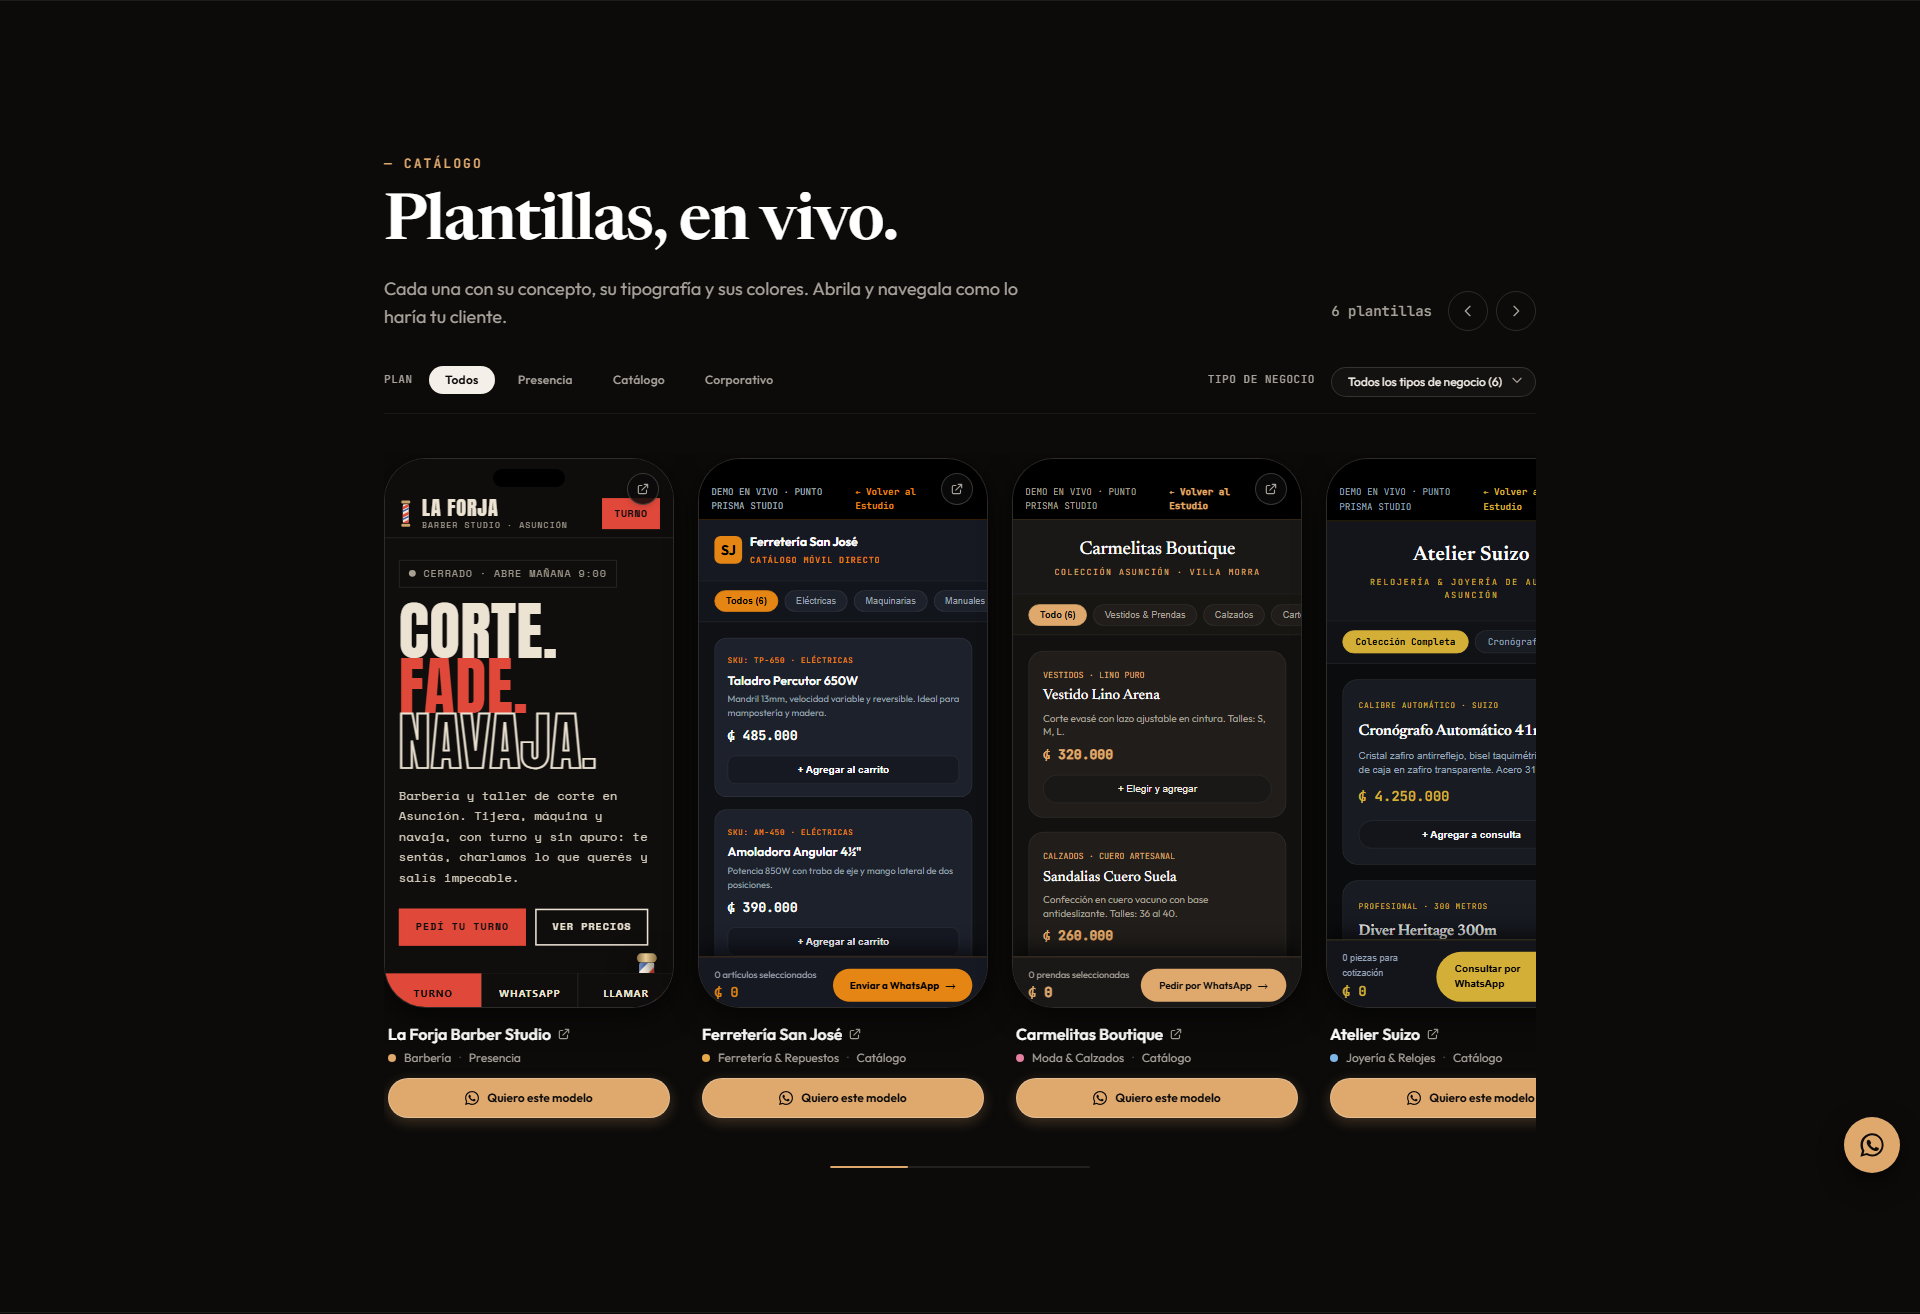 — CATÁLOGO
Plantillas, en vivo.
Cada una con su concepto, su tipografía y sus colores. Abrila y navegala como lo
haría tu cliente.
6 plantillas
PLAN
Todos
Presencia
Catálogo
Corporativo
TIPO DE NEGOCIO
Todos los tipos de negocio (6)
LA FORJA
BARBER STUDIO · ASUNCIÓN
TURNO
CERRADO · ABRE MAÑANA 9:00
CORTE.
FADE.
NAVAJA.
Barbería y taller de corte en
Asunción. Tijera, máquina y
navaja, con turno y sin apuro: te
sentás, charlamos lo que querés y
salís impecable.
PEDÍ TU TURNO
VER PRECIOS
TURNO
WHATSAPP
LLAMAR
La Forja Barber Studio
Barbería · Presencia
Quiero este modelo
DEMO EN VIVO · PUNTO
PRISMA STUDIO
← Volver al
Estudio
SJ
Ferretería San José
CATÁLOGO MÓVIL DIRECTO
Todos (6)
Eléctricas
Maquinarias
Manuales
SKU: TP-650 · ELÉCTRICAS
Taladro Percutor 650W
Mandril 13mm, velocidad variable y reversible. Ideal para
mampostería y madera.
₲ 485.000
+ Agregar al carrito
SKU: AM-450 · ELÉCTRICAS
Amoladora Angular 4½"
Potencia 850W con traba de eje y mango lateral de dos
posiciones.
₲ 390.000
+ Agregar al carrito
0 artículos seleccionados
₲ 0
Enviar a WhatsApp →
Ferretería San José
Ferretería & Repuestos · Catálogo
Quiero este modelo
DEMO EN VIVO · PUNTO
PRISMA STUDIO
← Volver al
Estudio
Carmelitas Boutique
COLECCIÓN ASUNCIÓN · VILLA MORRA
Todo (6)
Vestidos & Prendas
Calzados
Cart
VESTIDOS · LINO PURO
Vestido Lino Arena
Corte evasé con lazo ajustable en cintura. Talles: S,
M, L.
₲ 320.000
+ Elegir y agregar
CALZADOS · CUERO ARTESANAL
Sandalias Cuero Suela
Confección en cuero vacuno con base
antideslizante. Talles: 36 al 40.
₲ 260.000
0 prendas seleccionadas
₲ 0
Pedir por WhatsApp →
Carmelitas Boutique
Moda & Calzados · Catálogo
Quiero este modelo
DEMO EN VIVO · PUNTO
PRISMA STUDIO
← Volver a
Estudio
Atelier Suizo
RELOJERÍA & JOYERÍA DE AL
ASUNCIÓN
Colección Completa
Cronógraf
CALIBRE AUTOMÁTICO · SUIZO
Cronógrafo Automático 41m
Cristal zafiro antirreflejo, bisel taquimétri
de caja en zafiro transparente. Acero 31
₲ 4.250.000
+ Agregar a consulta
PROFESIONAL · 300 METROS
Diver Heritage 300m
0 piezas para
cotización
₲ 0
Consultar por
WhatsApp
Atelier Suizo
Joyería & Relojes · Catálogo
Quiero este modelo